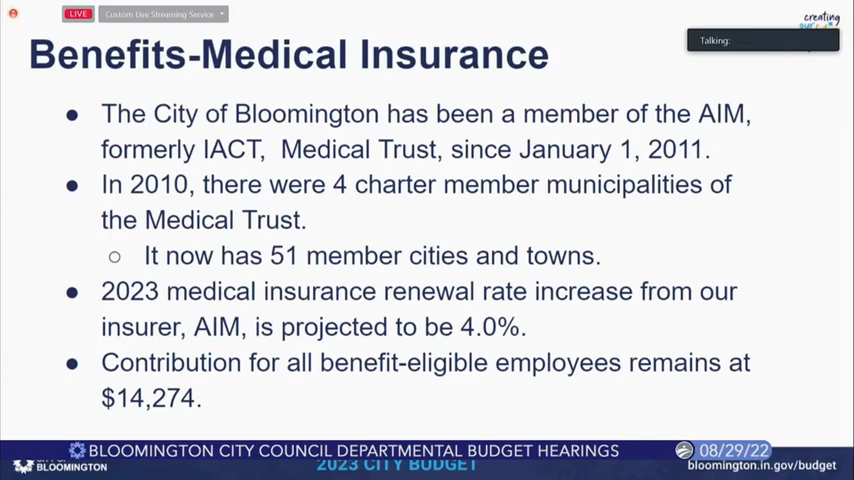 LIVE
Custom Live Streaming Service
creating
Talking:
Benefits-Medical Insurance
● The City of Bloomington has been a member of the AIM,
formerly IACT, Medical Trust, since January 1, 2011.
● In 2010, there were 4 charter member municipalities of
the Medical Trust.
○ It now has 51 member cities and towns.
● 2023 medical insurance renewal rate increase from our
insurer, AIM, is projected to be 4.0%.
● Contribution for all benefit-eligible employees remains at
$14,274.
BLOOMINGTON CITY COUNCIL DEPARTMENTAL BUDGET HEARINGS
08/29/22
BLOOMINGTON
2023 CITY BUDGET
bloomington.in.gov/budget